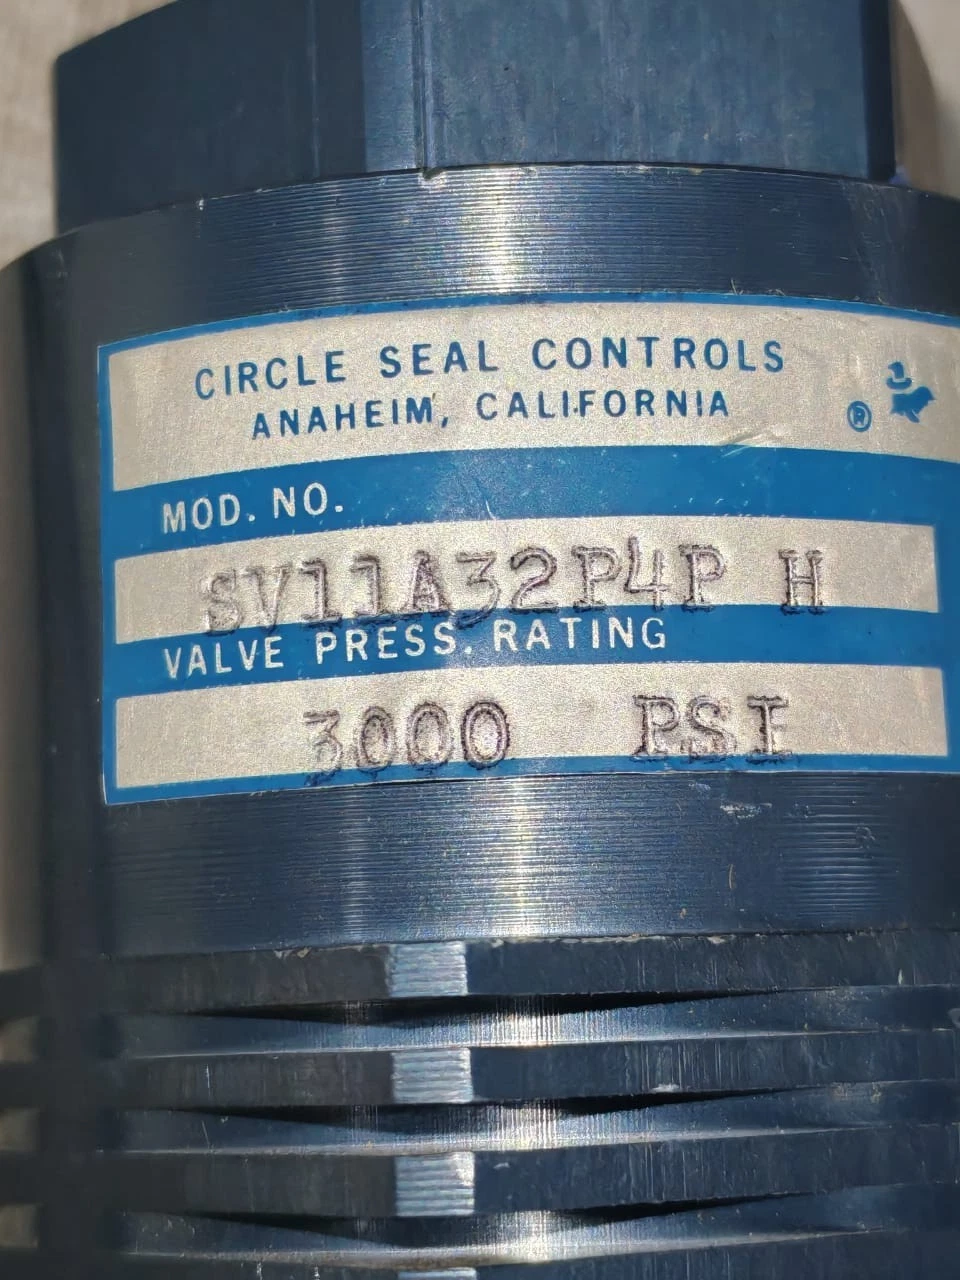 CIRCLE SEAL CONTROLS
ANAHEIM, CALIFORNIA
®
MOD. NO.
SV11A32P4P H
VALVE PRESS. RATING
3000 PSI